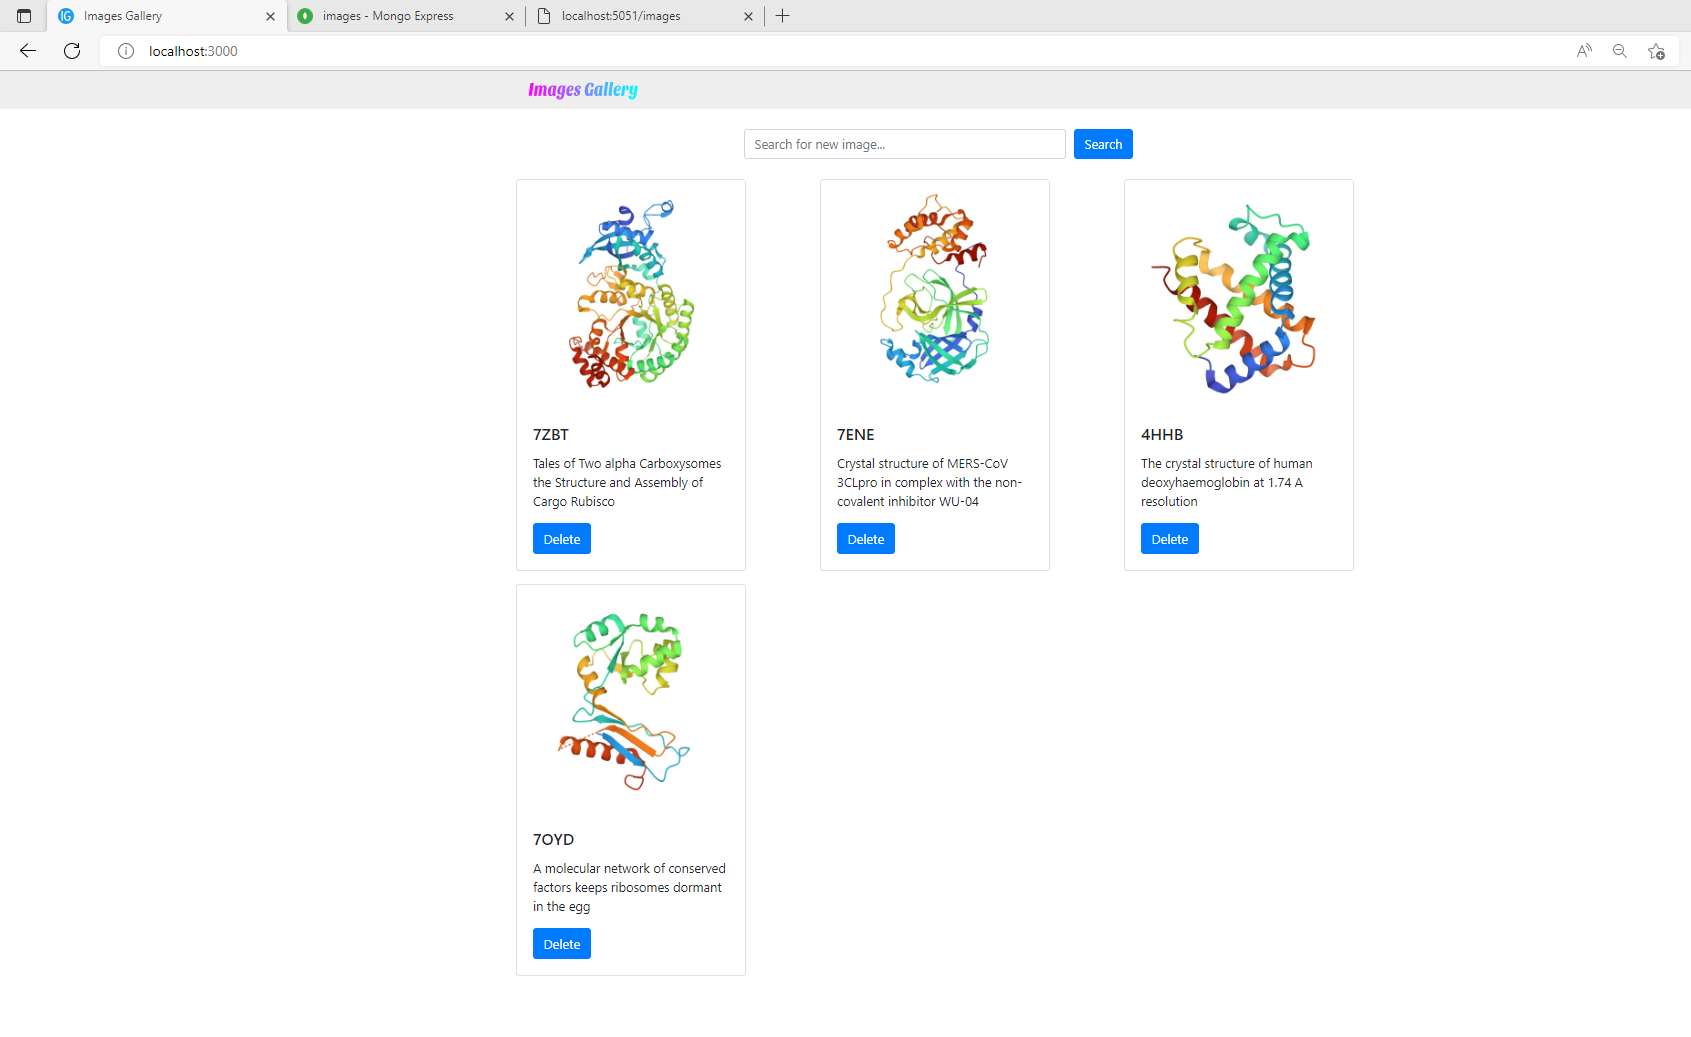 Images Gallery
images - Mongo Express
localhost:5051/images
localhost:3000
Images Gallery
Search for new image...
Search
7ZBT
Tales of Two alpha Carboxysomes
the Structure and Assembly of
Cargo Rubisco
Delete
7ENE
Crystal structure of MERS-CoV
3CLpro in complex with the non-
covalent inhibitor WU-04
Delete
4HHB
The crystal structure of human
deoxyhaemoglobin at 1.74 A
resolution
Delete
7OYD
A molecular network of conserved
factors keeps ribosomes dormant
in the egg
Delete